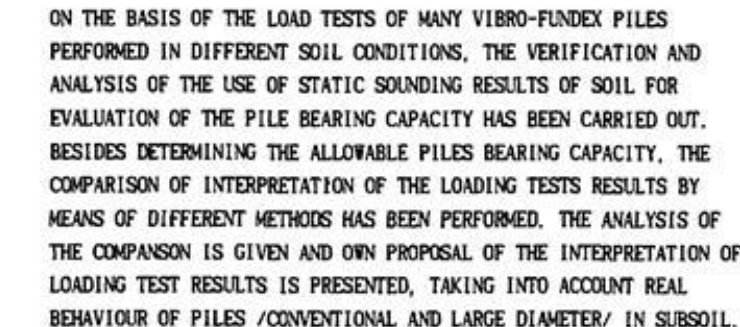 ON THE BASIS OF THE LOAD TESTS OF MANY VIBRO-FUNDEX PILES
PERFORMED IN DIFFERENT SOIL CONDITIONS, THE VERIFICATION AND
ANALYSIS OF THE USE OF STATIC SOUNDING RESULTS OF SOIL FOR
EVALUATION OF THE PILE BEARING CAPACITY HAS BEEN CARRIED OUT.
BESIDES DETERMINING THE ALLOWABLE PILES BEARING CAPACITY, THE
COMPARISON OF INTERPRETATION OF THE LOADING TESTS RESULTS BY
MEANS OF DIFFERENT METHODS HAS BEEN PERFORMED. THE ANALYSIS OF
THE COMPANSON IS GIVEN AND OWN PROPOSAL OF THE INTERPRETATION OF
LOADING TEST RESULTS IS PRESENTED, TAKING INTO ACCOUNT REAL
BEHAVIOUR OF PILES /CONVENTIONAL AND LARGE DIAMETER/ IN SUBSOIL.